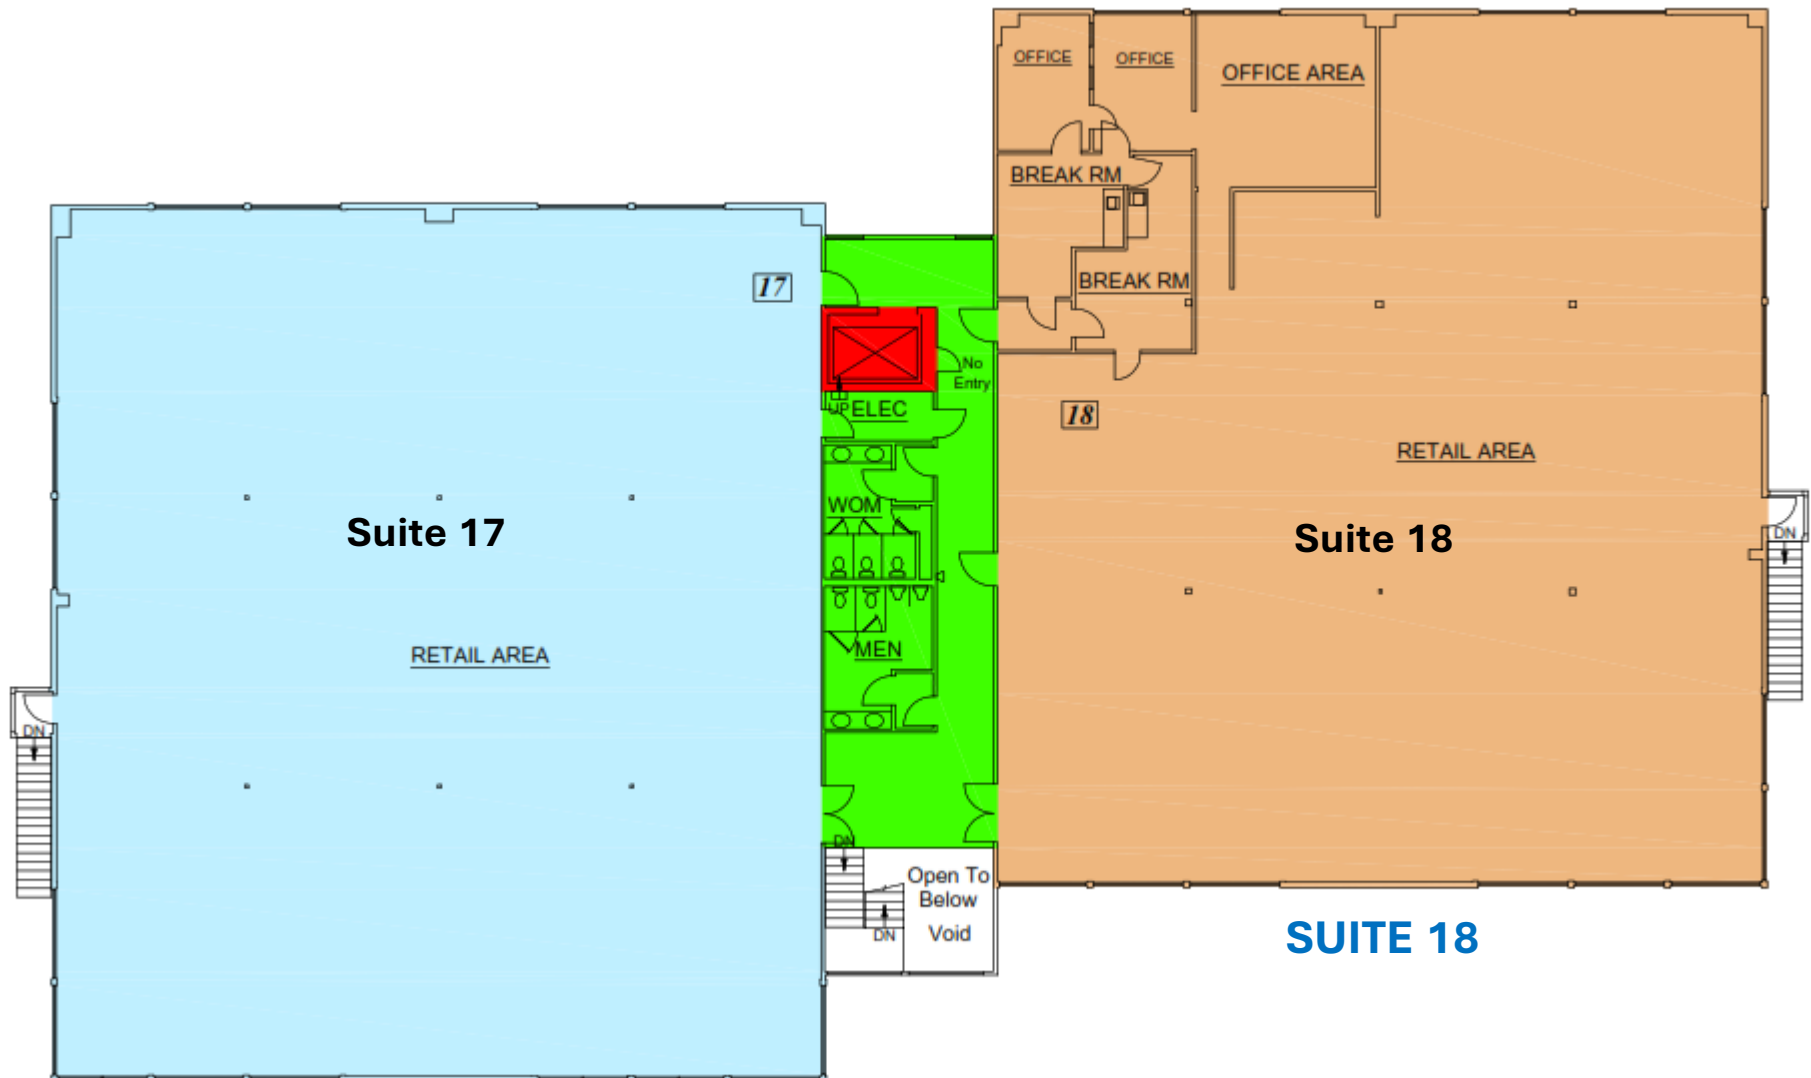 OFFICE
OFFICE
OFFICE AREA
BREAK RM
BREAK RM
17
No
Entry
UP
ELEC
18
RETAIL AREA
WOM
Suite 17
Suite 18
DN
MEN
RETAIL AREA
DN
DN
Open To
Below
Void
DN
SUITE 18